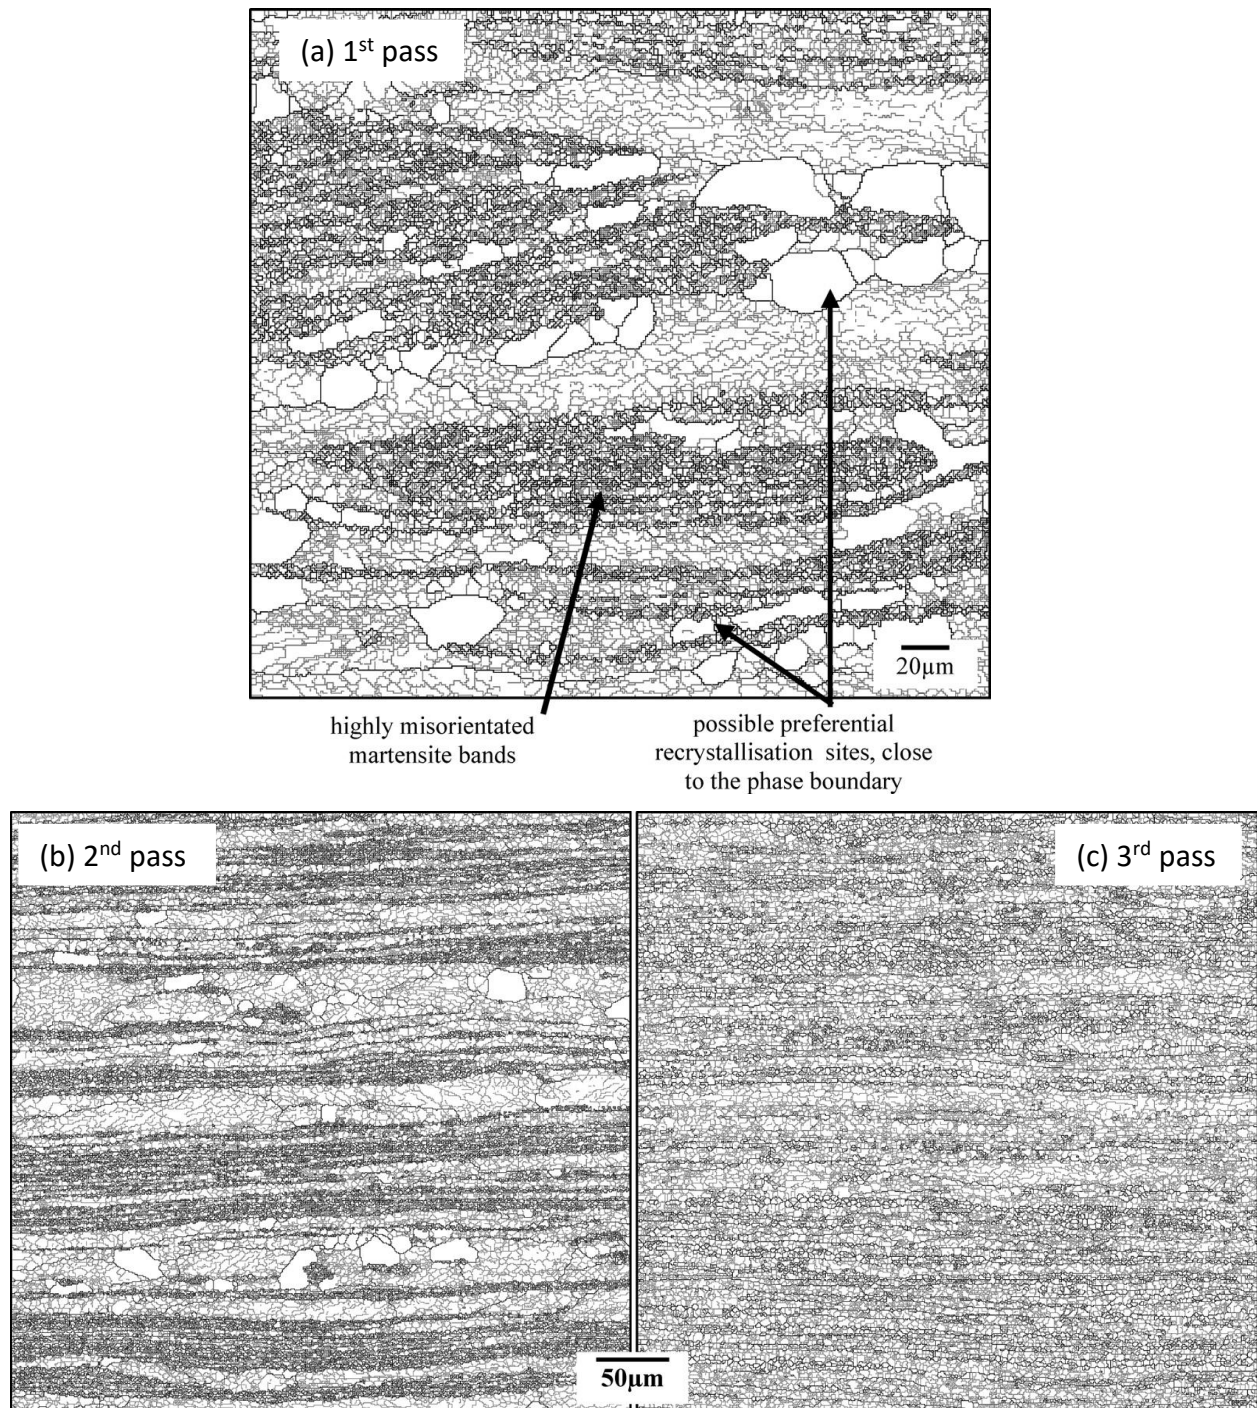 (a) 1st pass
20µm
highly misorientated
martensite bands
possible preferential
recrystallisation sites, close
to the phase boundary
(b) 2nd pass
(c) 3rd pass
50µm